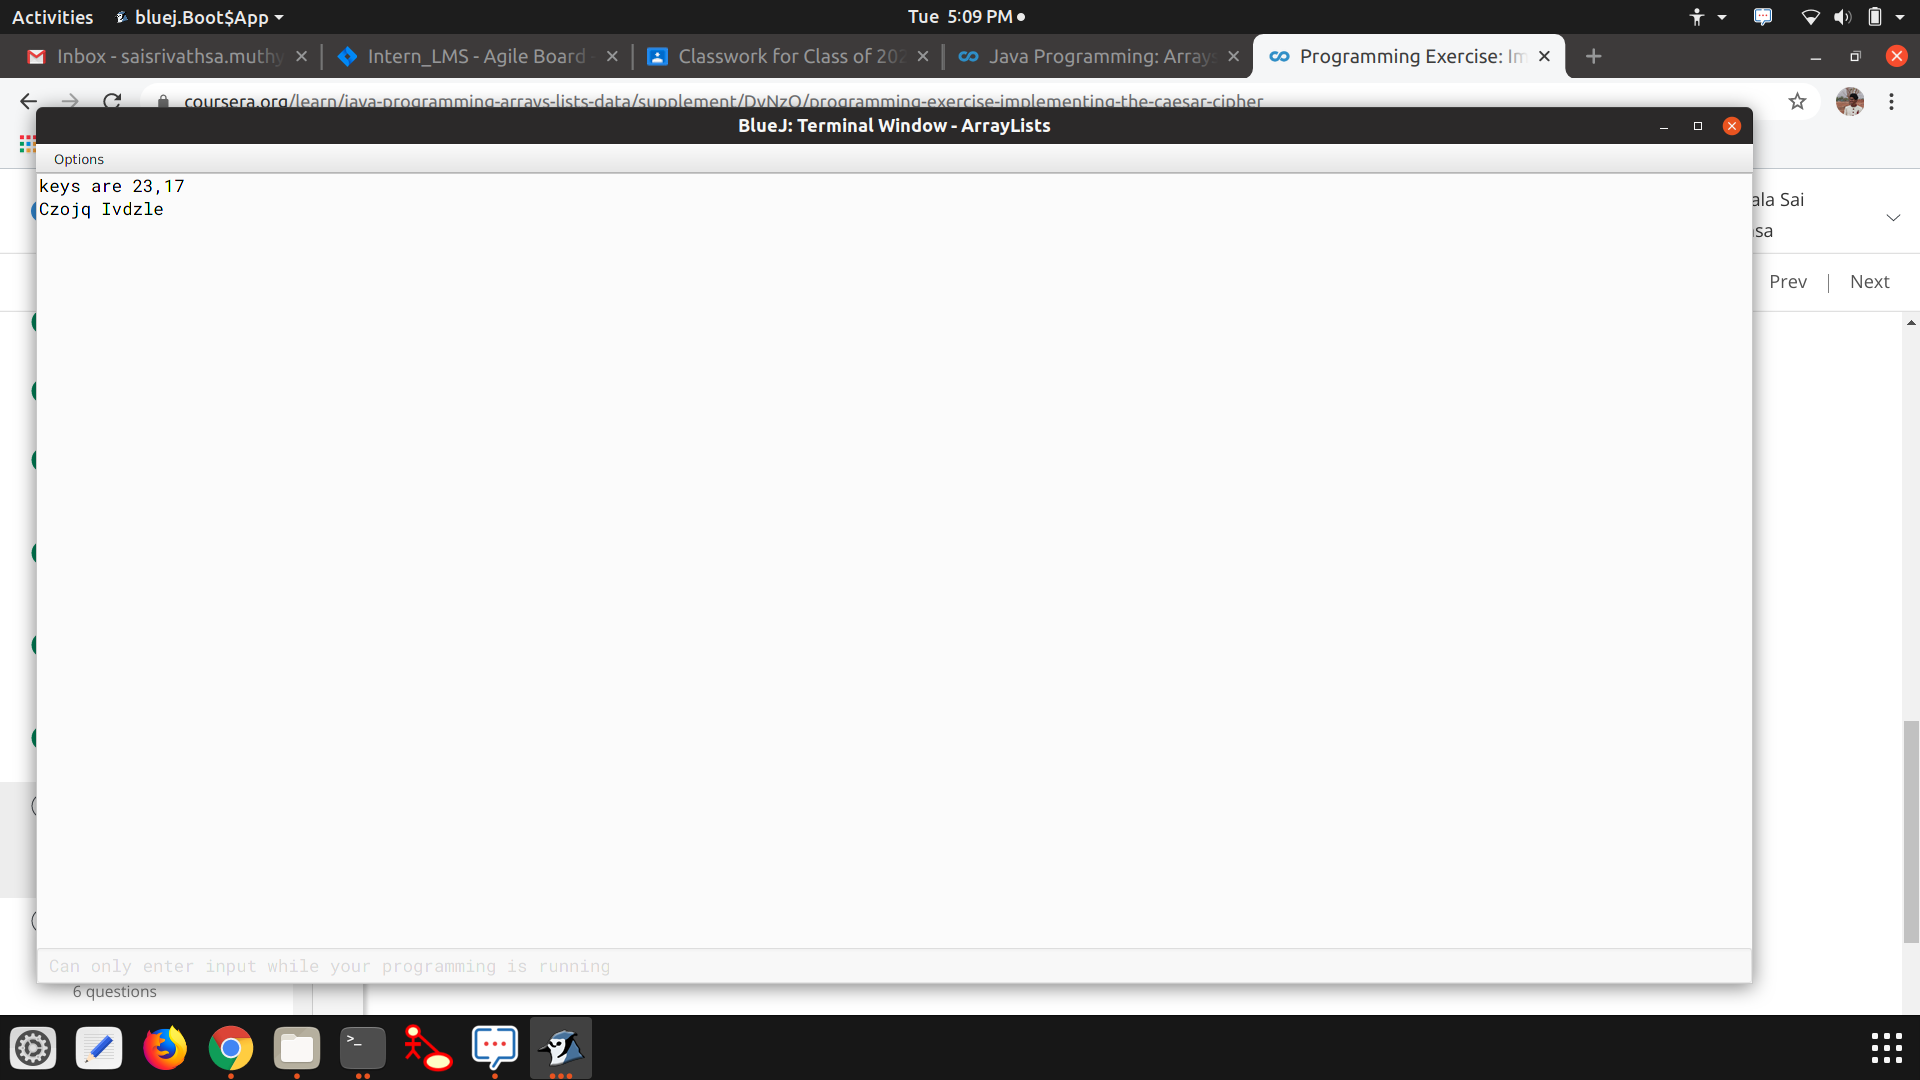 Activities bluej.Boot$App Tue 5:09 PM
Inbox - saisrivathsa.muthy Intern_LMS - Agile Board - Classwork for Class of 202 Java Programming: Arrays Programming Exercise: Im
coursera.org/learn/java-programming-arrays-lists-data/supplement/DvNzO/programming-exercise-implementing-the-caesar-cipher
BlueJ: Terminal Window - ArrayLists
Options
keys are 23,17
Czojq Ivdzle
ala Sai
sa
Prev | Next
Can only enter input while your programming is running
6 questions